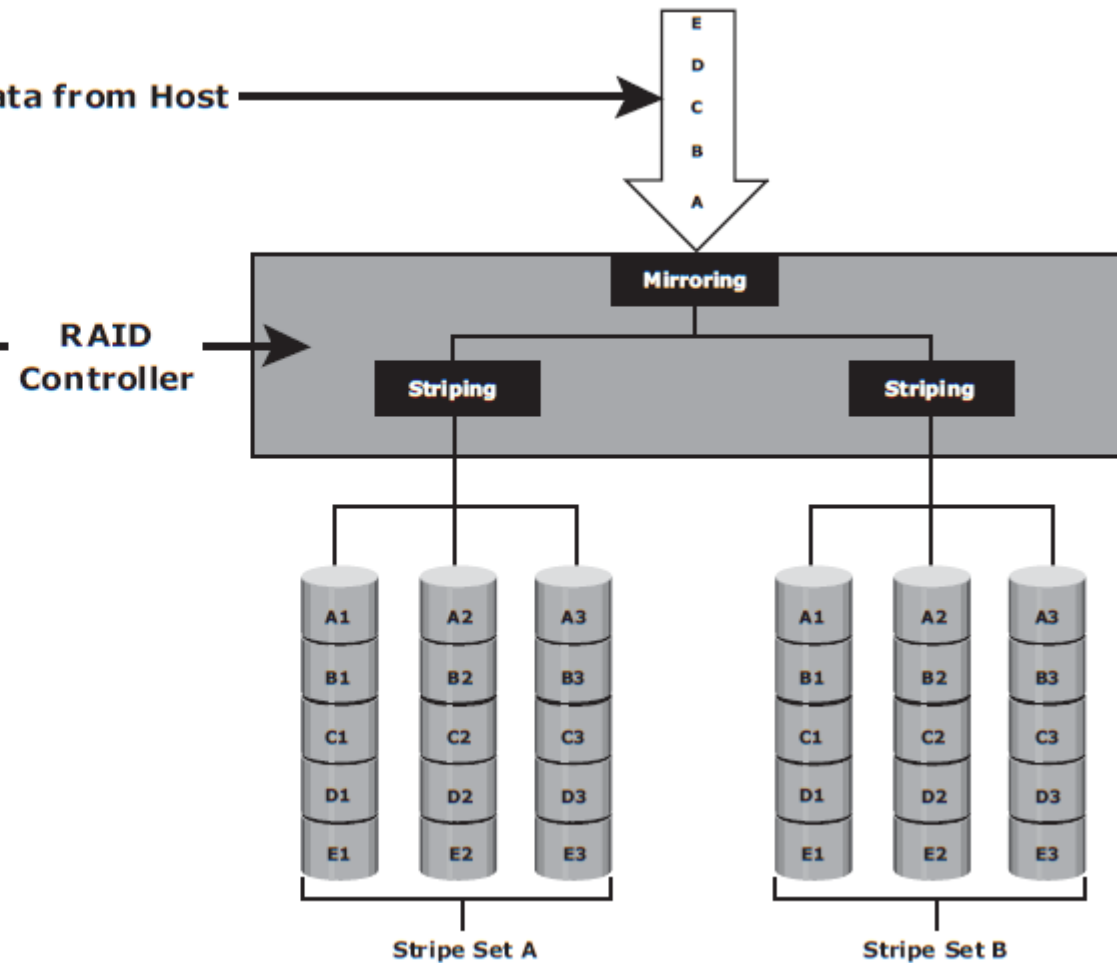 E
D
ata from Host
C
B
A
Mirroring
RAID
Controller
Striping Striping
A1 A2 A3 A1 A2 A3
B1 B2 B3 B1 B2 B3
C1 C2 C3 C1 C2 C3
D1 D2 D3 D1 D2 D3
E1 E2 E3 E1 E2 E3
Stripe Set A Stripe Set B